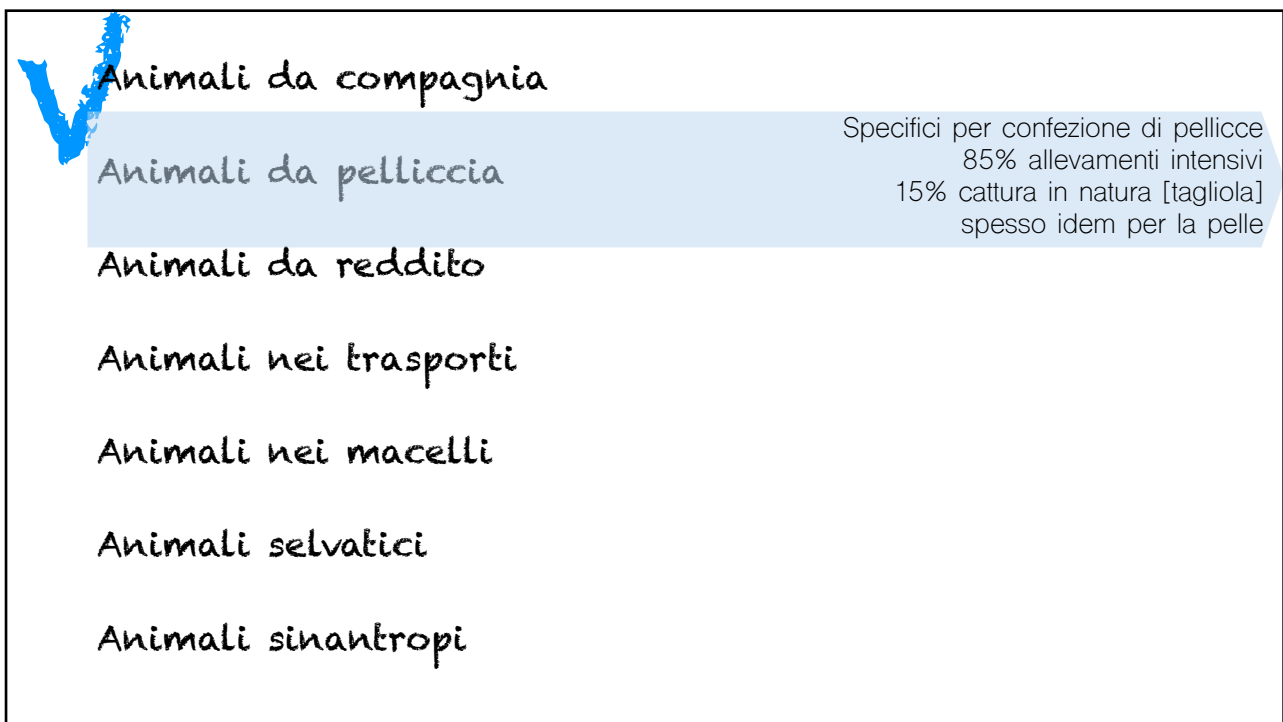 Animali da compagnia
Specifici per confezione di pellicce
85% allevamenti intensivi
Animali da pelliccia
15% cattura in natura [tagliola]
spesso idem per la pelle
Animali da reddito
Animali nei trasporti
Animali nei macelli
Animali selvatici
Animali sinantropi